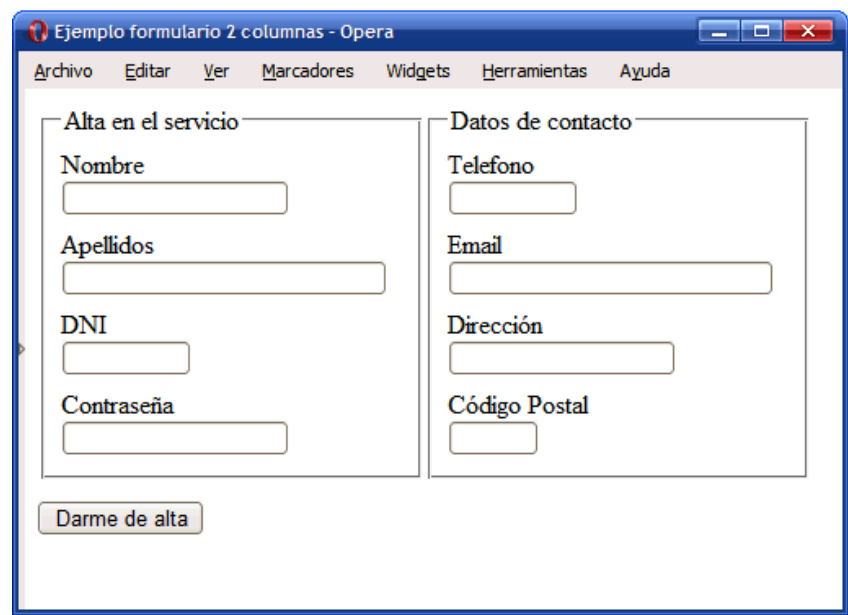 Ejemplo formulario 2 columnas - Opera
Archivo Editar Ver Marcadores Widgets Herramientas Ayuda
Alta en el servicio
Nombre
Apellidos
DNI
Contraseña
Datos de contacto
Telefono
Email
Dirección
Código Postal
Darme de alta